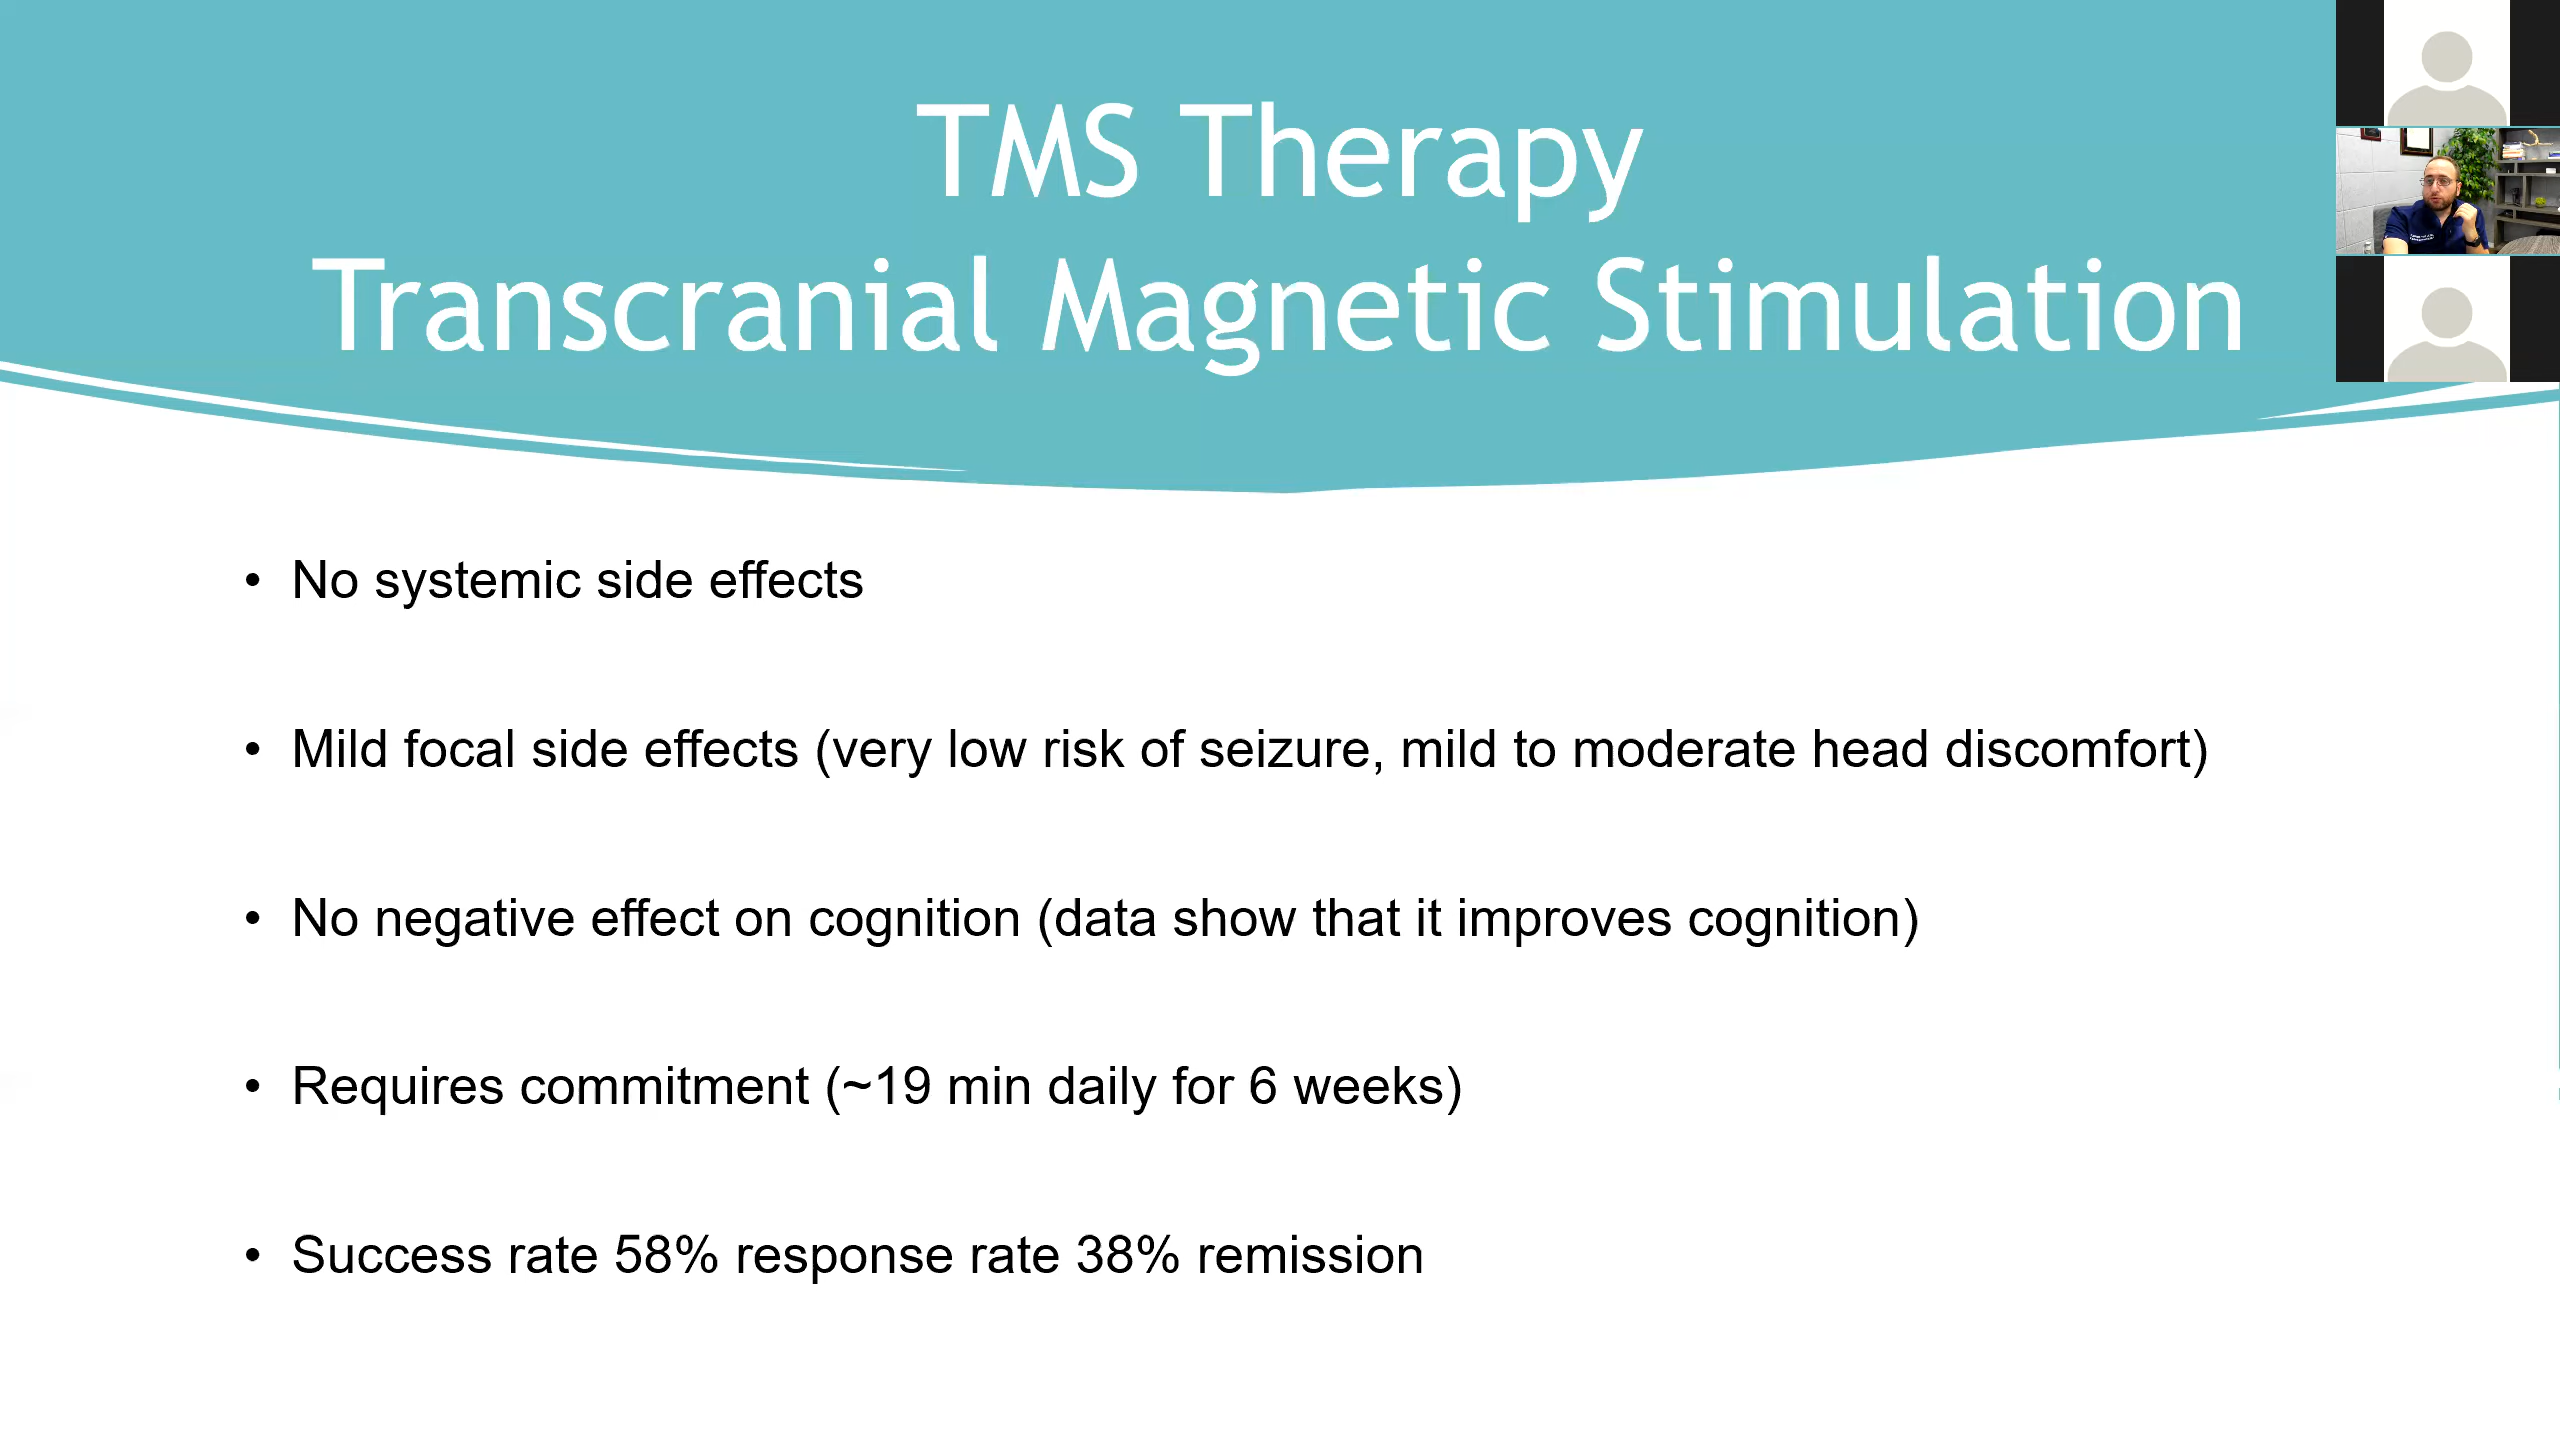 TMS Therapy
Transcranial Magnetic Stimulation
• No systemic side effects
• Mild focal side effects (very low risk of seizure, mild to moderate head discomfort)
• No negative effect on cognition (data show that it improves cognition)
• Requires commitment (~19 min daily for 6 weeks)
• Success rate 58% response rate 38% remission